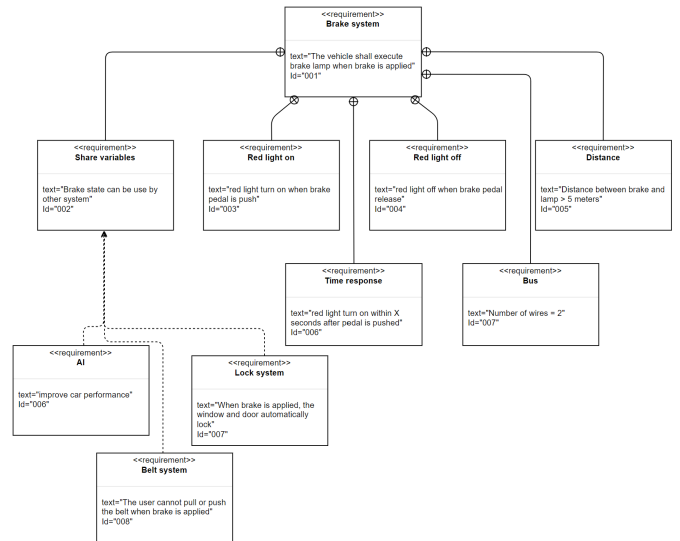 <<requirement>>
Brake system
text="The vehicle shall execute
brake lamp when brake is applied"
Id="001"
<<requirement>>
Share variables
text="Brake state can be use by
other system"
Id="002"
<<requirement>>
Red light on
text="red light turn on when brake
pedal is push"
Id="003"
<<requirement>>
Red light off
text="red light off when brake pedal
release"
Id="004"
<<requirement>>
Distance
text="Distance between brake and
lamp > 5 meters"
Id="005"
<<requirement>>
Time response
text="red light turn on within X
seconds after pedal is pushed"
Id="006"
<<requirement>>
Bus
text="Number of wires = 2"
Id="007"
<<requirement>>
AI
text="improve car performance"
Id="006"
<<requirement>>
Lock system
text="When brake is applied, the
window and door automatically
lock"
Id="007"
<<requirement>>
Belt system
text="The user cannot pull or push
the belt when brake is applied"
Id="008"